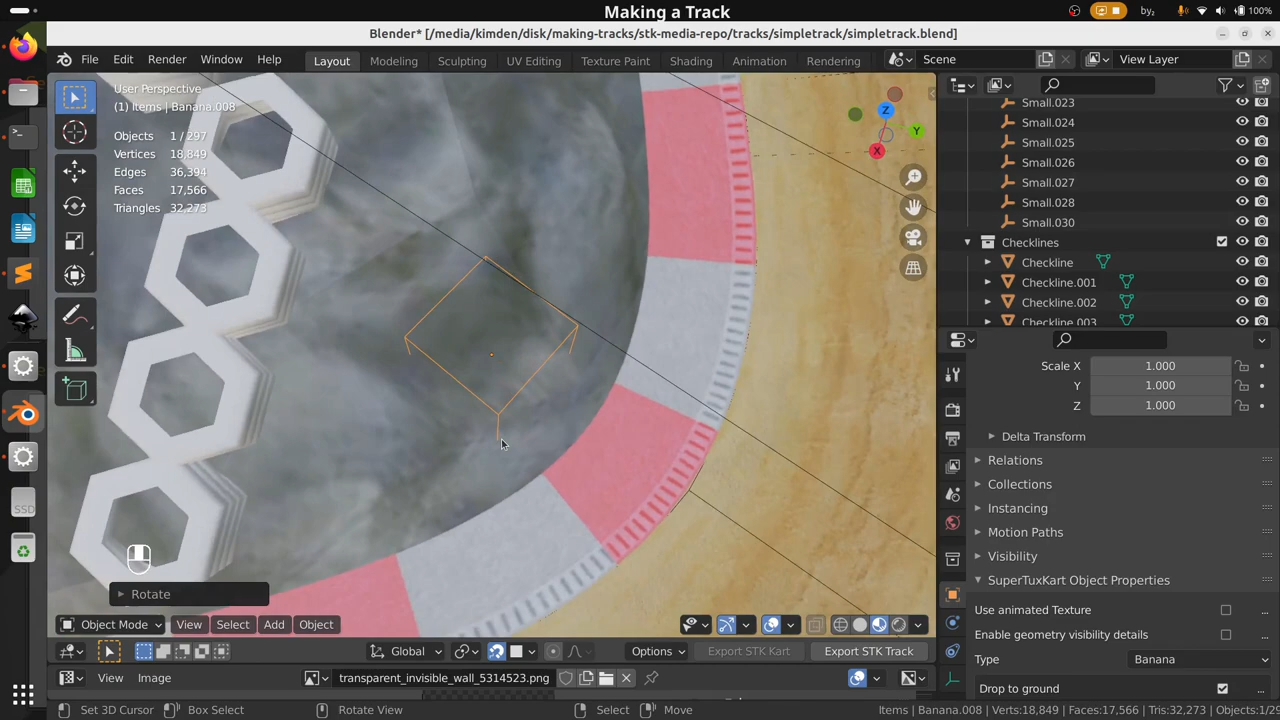 Making a Track
by₂
100%
Blender* [/media/kimden/disk/making-tracks/stk-media-repo/tracks/simpletrack/simpletrack.blend]
File Edit Render Window Help
Layout Modeling Sculpting UV Editing Texture Paint Shading Animation Rendering
Scene
View Layer
User Perspective
(1) Items | Banana.008
Objects 1 / 297
Vertices 18,849
Edges 36,394
Faces 17,566
Triangles 32,273
Z
Y
X
Small.023
Small.024
Small.025
Small.026
Small.027
Small.028
Small.030
Checklines
Checkline
Checkline.001
Checkline.002
Checkline.003
Scale X 1.000
Y 1.000
Z 1.000
Delta Transform
Relations
Collections
Instancing
Motion Paths
Visibility
SuperTuxKart Object Properties
Use animated Texture ...
Enable geometry visibility details ...
Type Banana
Drop to ground ...
SSD
Rotate
Object Mode View Select Add Object
Global Options Export STK Kart Export STK Track
View Image transparent_invisible_wall_5314523.png
Set 3D Cursor Box Select Rotate View Select Move
Items | Banana.008 | Verts:18,849 | Faces:17,566 | Tris:32,273 | Objects:1/29